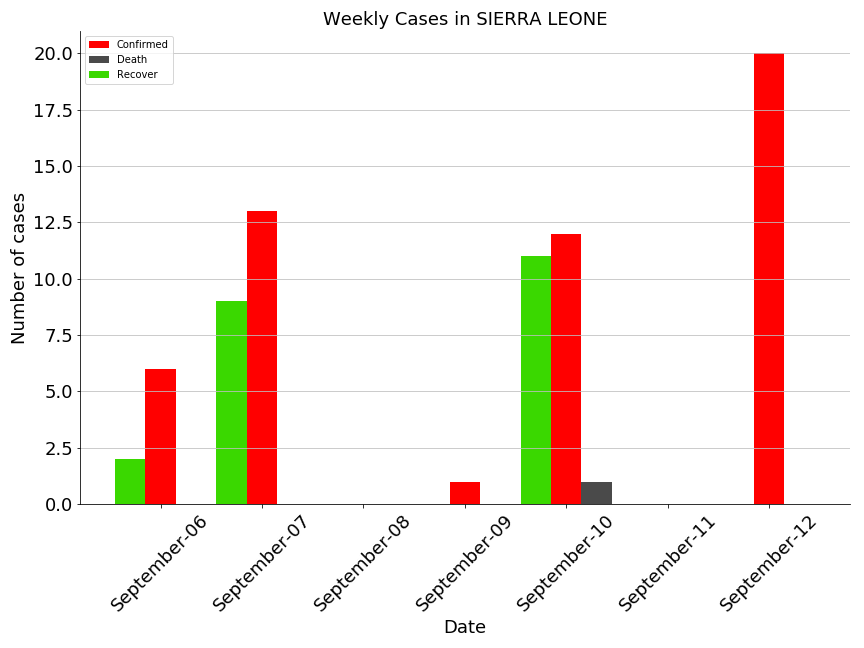 Weekly Cases in SIERRA LEONE
Confirmed
Death
Recover
Number of cases
20.0
17.5
15.0
12.5
10.0
7.5
5.0
2.5
0.0
September-06
September-07
September-08
September-09
September-10
September-11
September-12
Date